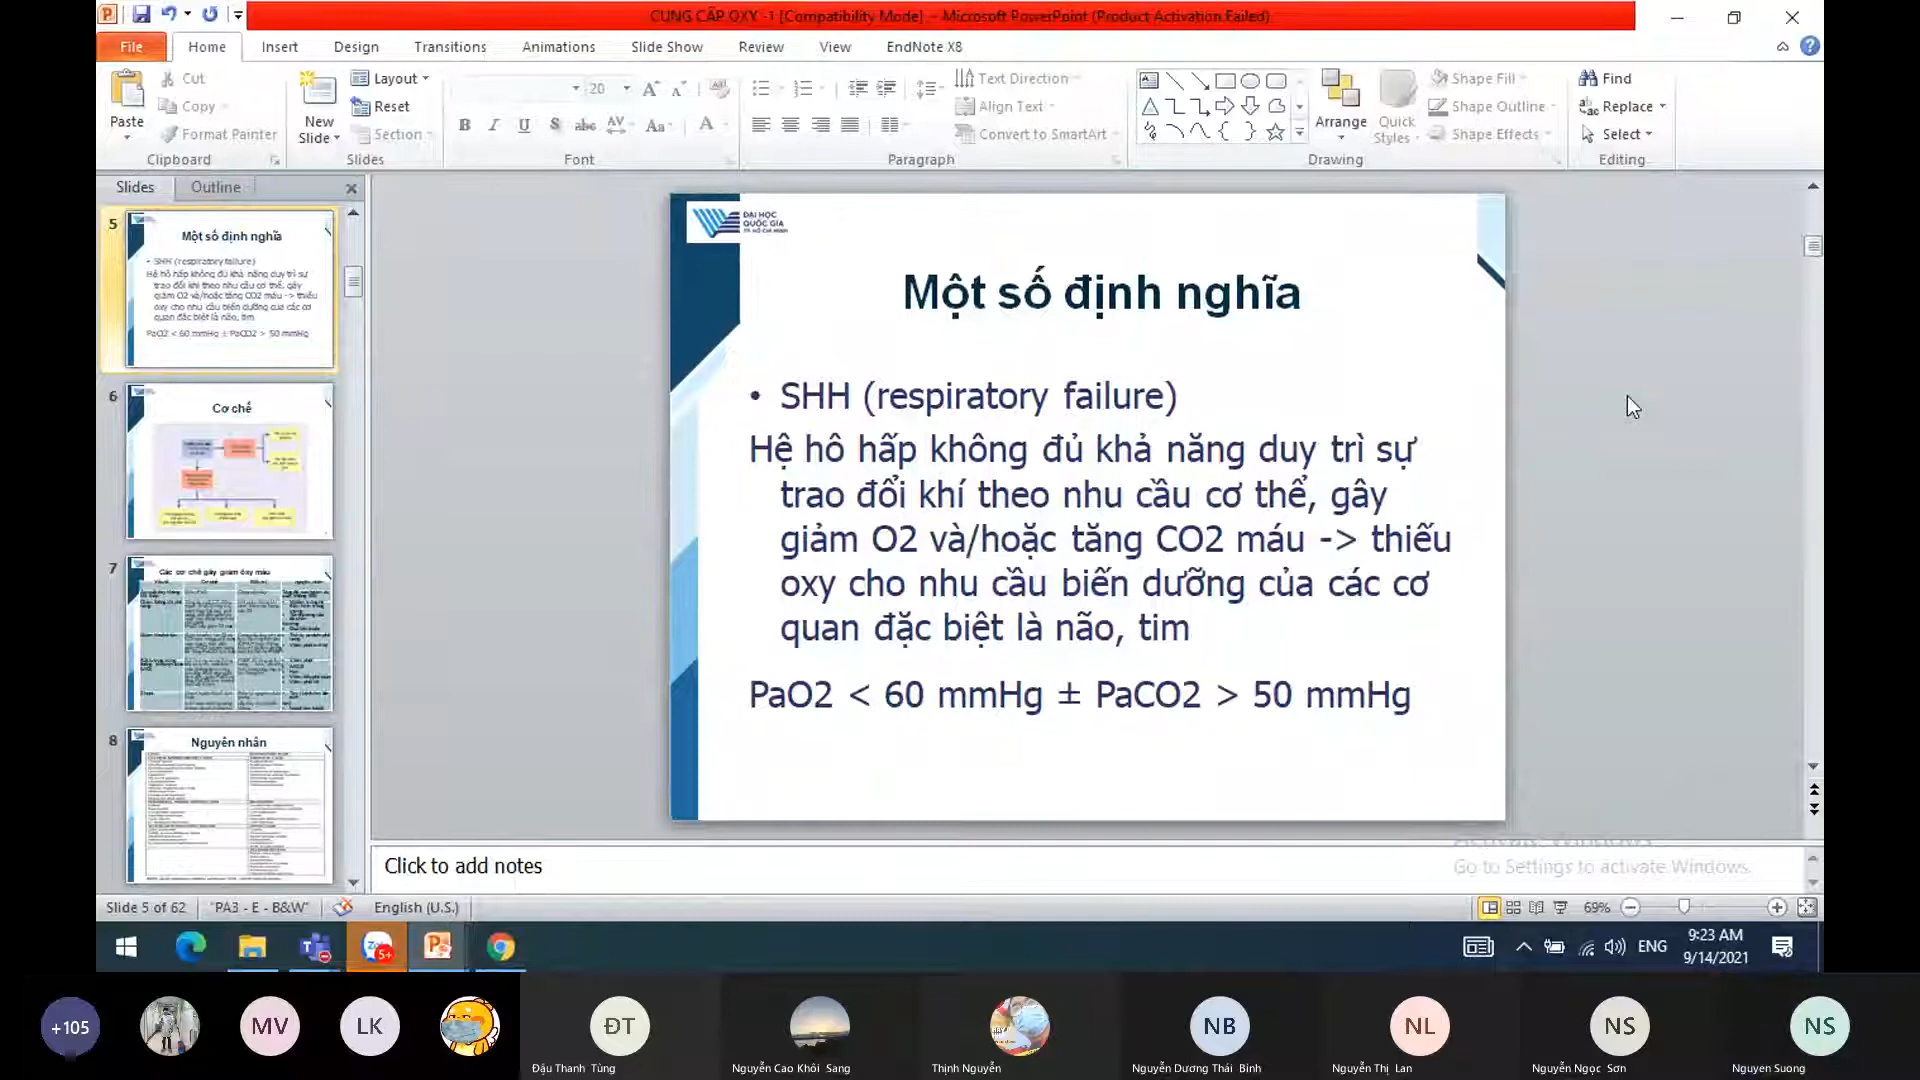 CUNG CẤP OXY -1 [Compatibility Mode] - Microsoft PowerPoint (Product Activation Failed)
File
Home
Insert
Design
Transitions
Animations
Slide Show
Review
View
EndNote X8
Paste
Cut
Copy
Format Painter
Clipboard
New Slide
Layout
Reset
Section
Slides
20
Font
Text Direction
Align Text
Convert to SmartArt
Paragraph
Arrange
Quick Styles
Shape Fill
Shape Outline
Shape Effects
Drawing
Find
Replace
Select
Editing
Slides
Outline
5
Một số định nghĩa
• SHH (respiratory failure)
Hệ hô hấp không đủ khả năng duy trì sự
trao đổi khí theo nhu cầu cơ thể, gây
giảm O2 và/hoặc tăng CO2 máu -> thiếu
oxy cho nhu cầu biến dưỡng của các cơ
quan đặc biệt là não, tim
PaO2 < 60 mmHg ± PaCO2 > 50 mmHg
6
Cơ chế
7
Các cơ chế gây giảm ôxy máu
8
Nguyên nhân
ĐẠI HỌC
QUỐC GIA
TP. HỒ CHÍ MINH
Một số định nghĩa
• SHH (respiratory failure)
Hệ hô hấp không đủ khả năng duy trì sự
trao đổi khí theo nhu cầu cơ thể, gây
giảm O2 và/hoặc tăng CO2 máu -> thiếu
oxy cho nhu cầu biến dưỡng của các cơ
quan đặc biệt là não, tim
PaO2 < 60 mmHg ± PaCO2 > 50 mmHg
Click to add notes
Activate Windows
Go to Settings to activate Windows.
Slide 5 of 62
"PA3 - E - B&W"
English (U.S.)
69%
5+
ENG
9:23 AM
9/14/2021
+105
MV
LK
ĐT
Đậu Thanh Tùng
Nguyễn Cao Khôi Sang
Thịnh Nguyễn
NB
Nguyễn Dương Thái Bình
NL
Nguyễn Thị Lan
NS
Nguyễn Ngọc Sơn
NS
Nguyen Suong